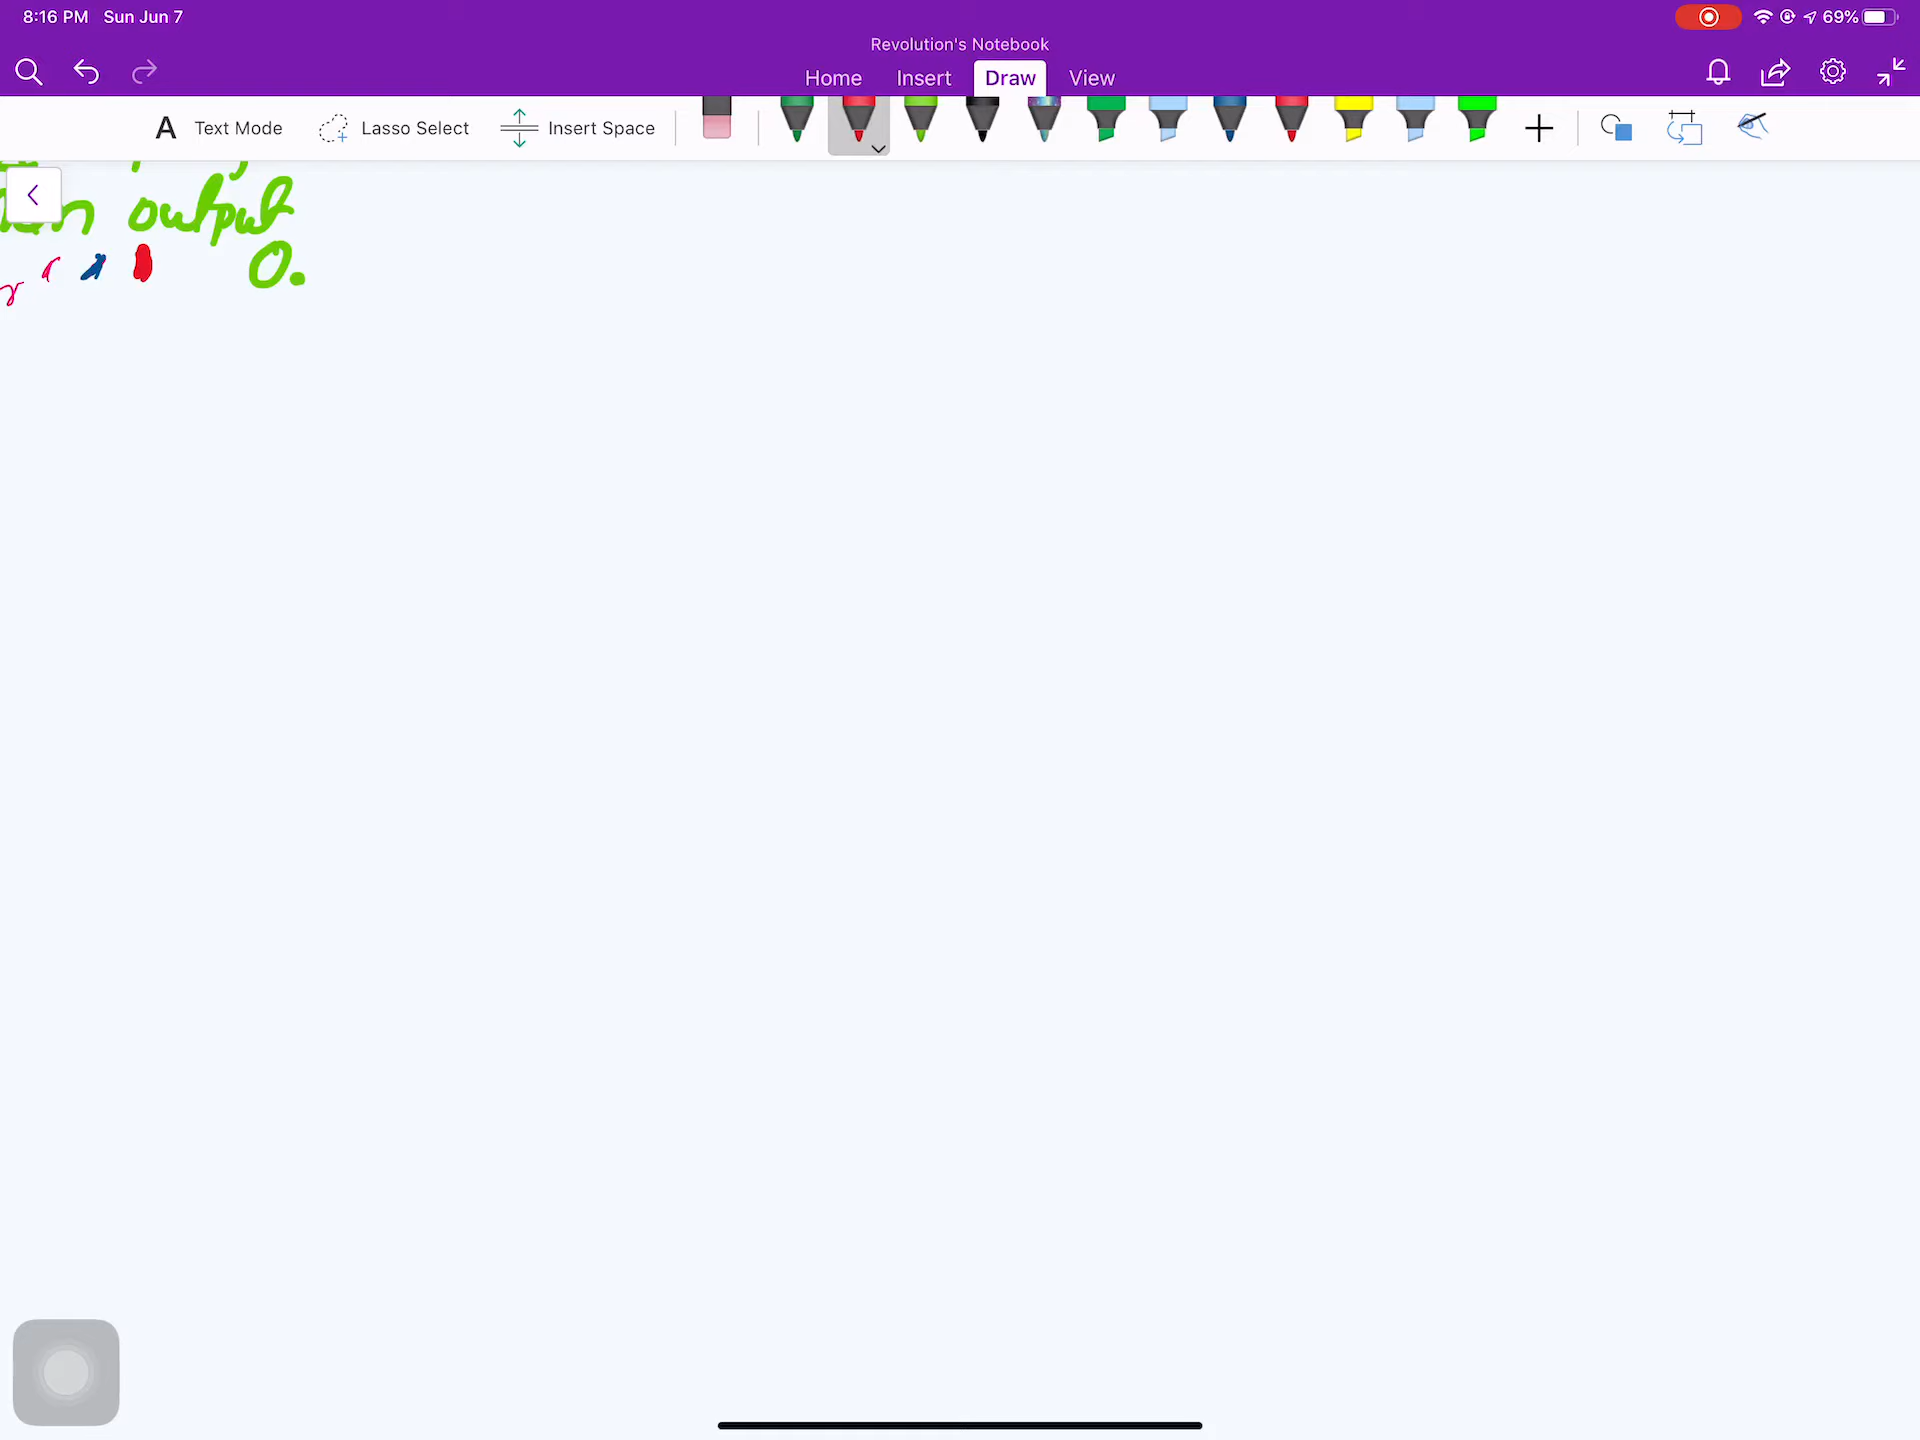 8:16 PM Sun Jun 7
69%
Revolution's Notebook
Home Insert Draw View
A Text Mode Lasso Select Insert Space
output
0.